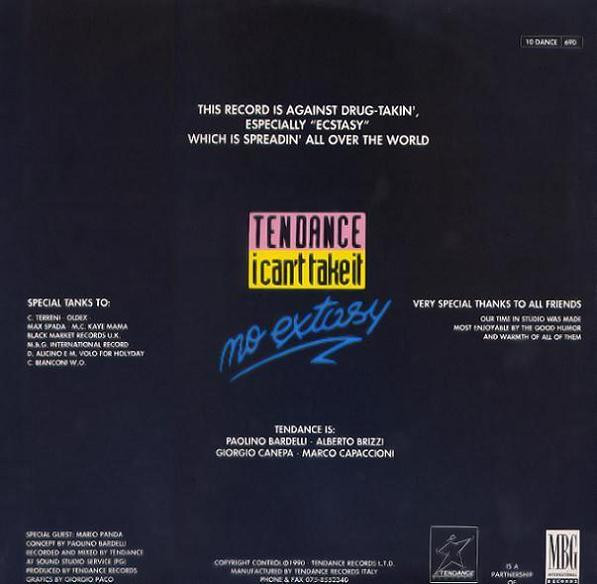 10 DANCE 690
THIS RECORD IS AGAINST DRUG-TAKIN',
ESPECIALLY "ECSTASY"
WHICH IS SPREADIN' ALL OVER THE WORLD
TENDANCE
i can't take it
no extasy
SPECIAL TANKS TO:
C. TERRENI · OLDEX
MAX SPADA · M.C. KAYE MAMA
BLACK MARKET RECORDS U.K.
M.B.G. INTERNATIONAL RECORD
D. ALICINO E M. VOLO FOR HOLYDAY
C. BIANCONI W.O.
VERY SPECIAL THANKS TO ALL FRIENDS
OUR TIME IN STUDIO WAS MADE
MOST ENJOYABLE BY THE GOOD HUMOR
AND WARMTH OF ALL OF THEM
TENDANCE IS:
PAOLINO BARDELLI · ALBERTO BRIZZI
GIORGIO CANEPA · MARCO CAPACCIONI
SPECIAL GUEST: MARIO PANDA
CONCEPT BY PAOLINO BARDELLI
RECORDED AND MIXED BY TENDANCE
AT SOUND STUDIO SERVICE (PG)
PRODUCED BY TENDANCE RECORDS
GRAFICS BY GIORGIO PACO
COPYRIGHT CONTROL © 1990 TENDANCE RECORDS L.T.D.
MANUFACTURED BY TENDANCE RECORDS ITALY
PHONE & FAX 075-8552340
TENDANCE
IS A
PARTNERSHIP
OF
MBG
INTERNATIONAL
RECORDS